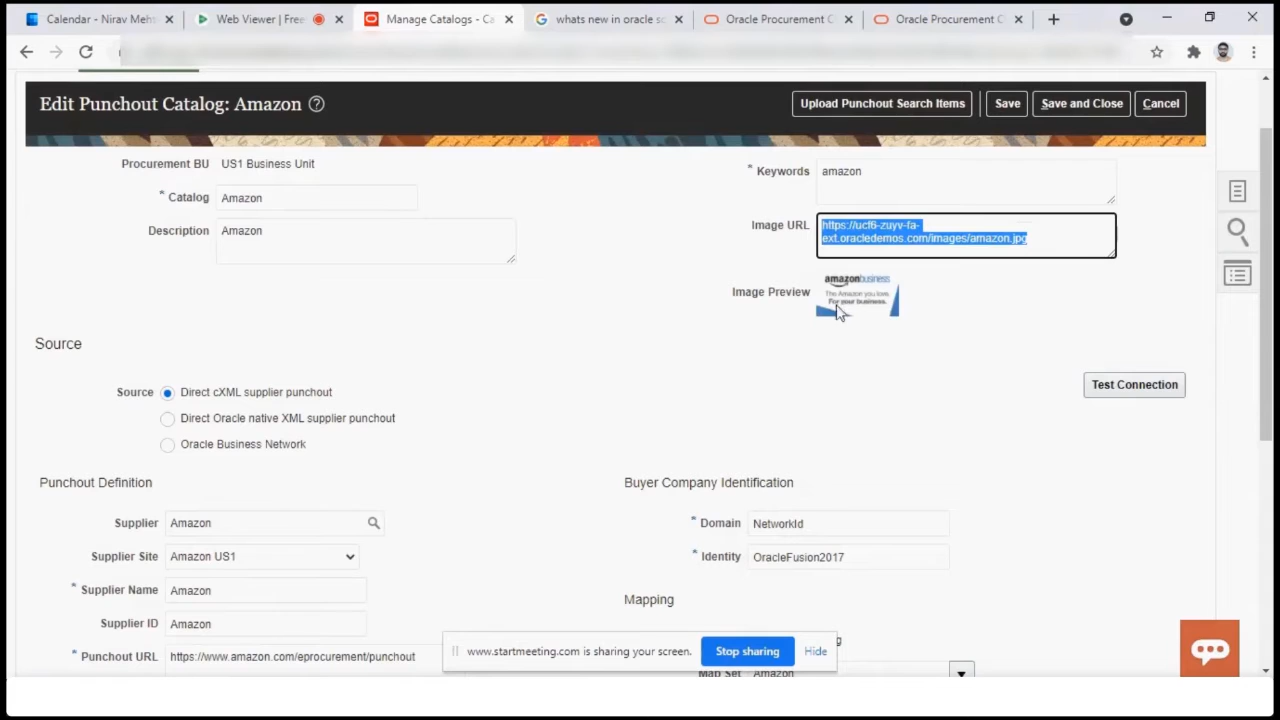 Calendar - Nirav Meh
Web Viewer | Free
Manage Catalogs - Ca
whats new in oracle sc
Oracle Procurement C
Oracle Procurement C
Edit Punchout Catalog: Amazon
Upload Punchout Search Items
Save
Save and Close
Cancel
Procurement BU US1 Business Unit
* Catalog Amazon
Description Amazon
* Keywords amazon
Image URL https://ucf6-zuyv-fa-
ext.oracledemos.com/images/amazon.jpg
Image Preview
amazonbusiness
The Amazon you love.
For your business.
Source
Source Direct cXML supplier punchout
Direct Oracle native XML supplier punchout
Oracle Business Network
Test Connection
Punchout Definition
Supplier Amazon
Supplier Site Amazon US1
* Supplier Name Amazon
Supplier ID Amazon
* Punchout URL https://www.amazon.com/eprocurement/punchout
Buyer Company Identification
* Domain NetworkId
* Identity OracleFusion2017
Mapping
Map Set Amazon
www.startmeeting.com is sharing your screen.
Stop sharing
Hide